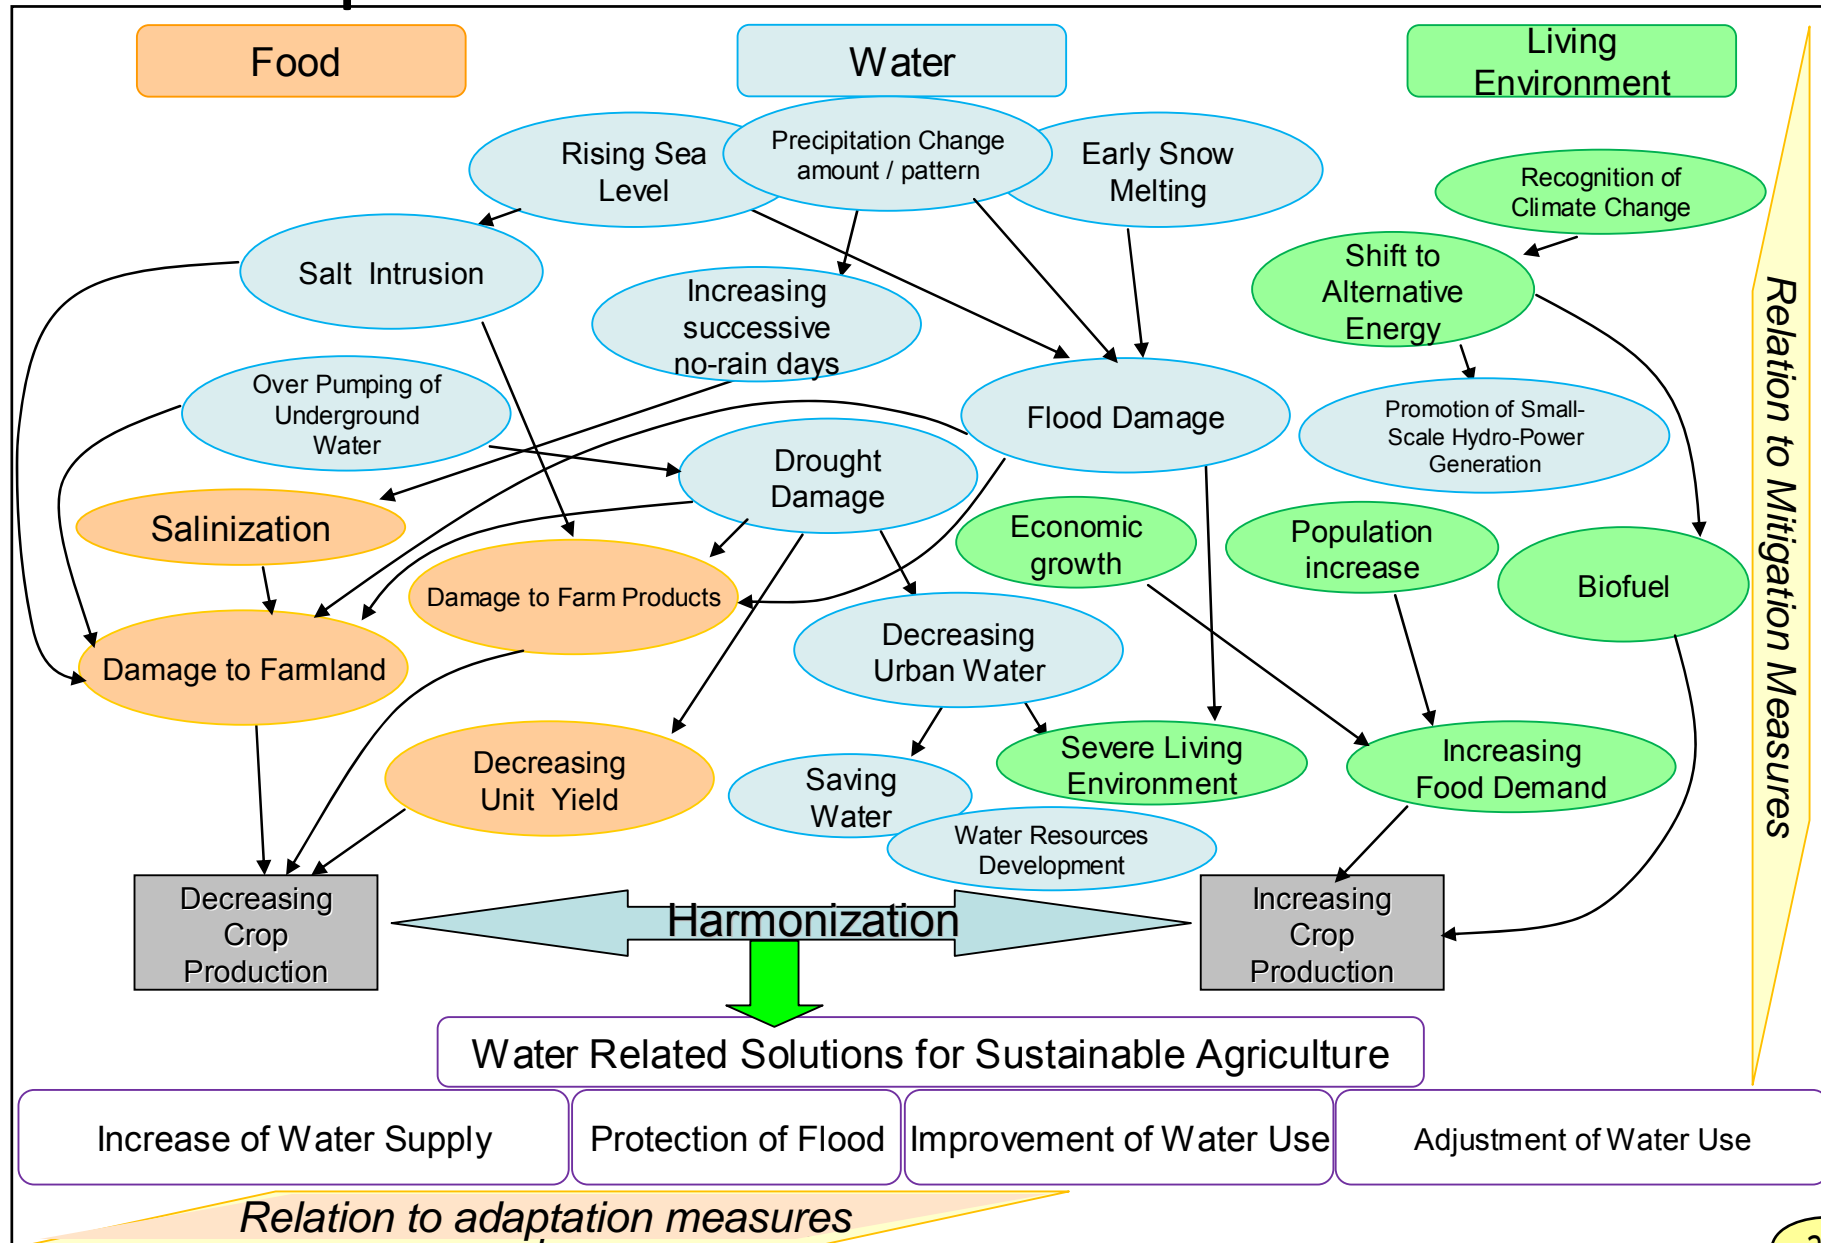 Food
Water
Living
Environment
Rising Sea
Level
Precipitation Change
amount / pattern
Early Snow
Melting
Recognition of
Climate Change
Salt Intrusion
Increasing
successive
no-rain days
Shift to
Alternative
Energy
Over Pumping of
Underground
Water
Flood Damage
Promotion of Small-
Scale Hydro-Power
Generation
Drought
Damage
Salinization
Economic
growth
Population
increase
Biofuel
Damage to Farm Products
Damage to Farmland
Decreasing
Urban Water
Decreasing
Unit Yield
Saving
Water
Severe Living
Environment
Increasing
Food Demand
Water Resources
Development
Decreasing
Crop
Production
Harmonization
Increasing
Crop
Production
Relation to Mitigation Measures
Water Related Solutions for Sustainable Agriculture
Increase of Water Supply
Protection of Flood
Improvement of Water Use
Adjustment of Water Use
Relation to adaptation measures